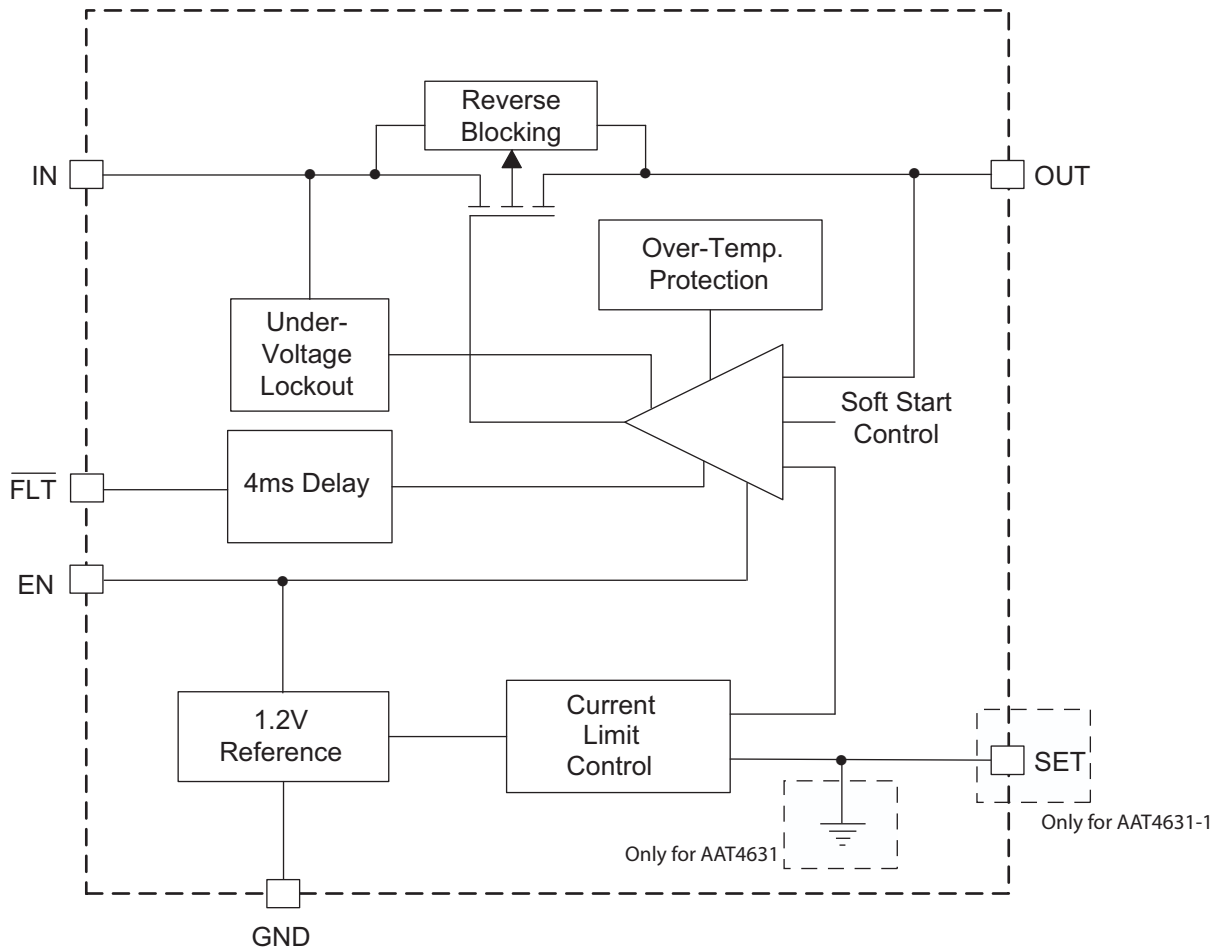 Reverse
Blocking
IN
OUT
Over-Temp.
Protection
Under-
Voltage
Lockout
Soft Start
Control
FLT
4ms Delay
EN
1.2V
Reference
Current
Limit
Control
SET
Only for AAT4631-1
Only for AAT4631
GND